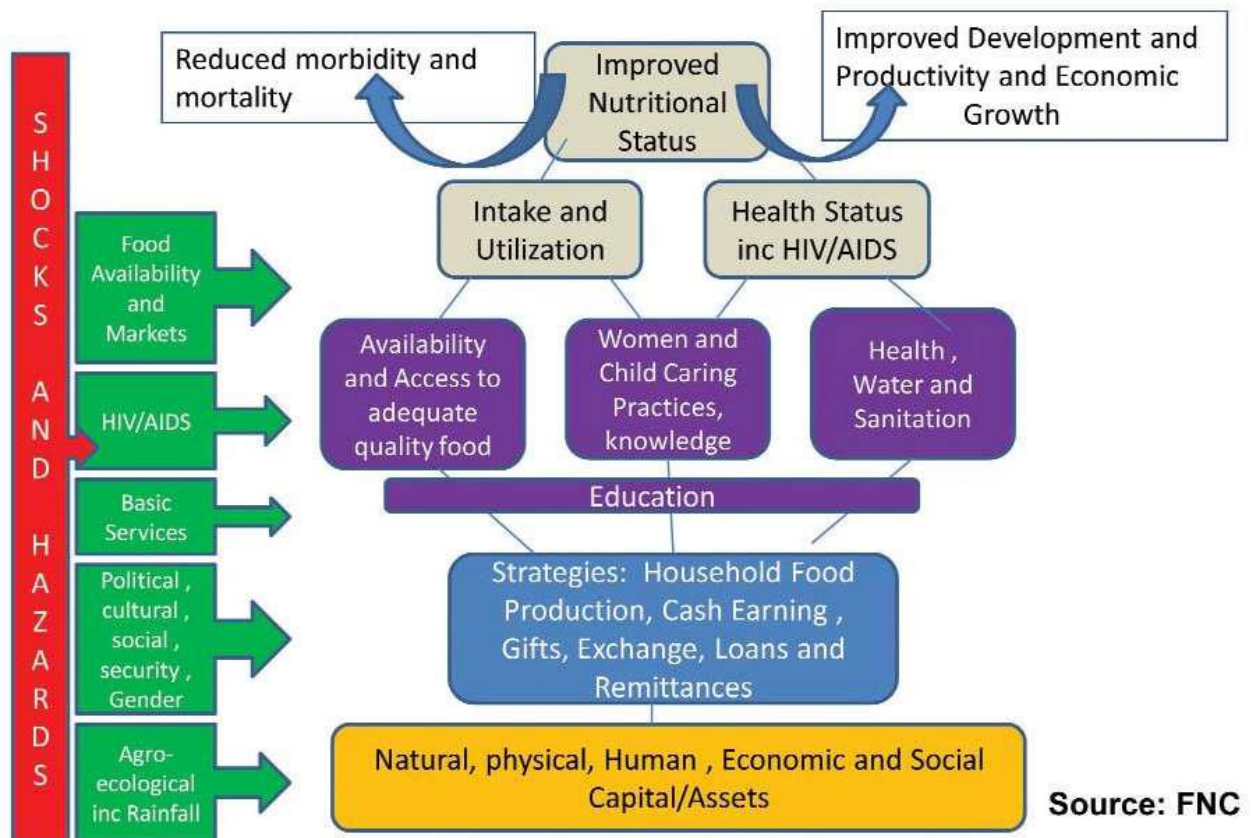 Reduced morbidity and
mortality
Improved
Nutritional
Status
Improved Development and
Productivity and Economic
Growth
SHOCKS AND HAZARDS
Intake and
Utilization
Health Status
inc HIV/AIDS
Food
Availability
and
Markets
Availability
and Access to
adequate
quality food
Women and
Child Caring
Practices,
knowledge
Health ,
Water and
Sanitation
HIV/AIDS
Education
Basic
Services
Strategies:  Household Food
Production, Cash Earning ,
Gifts, Exchange, Loans and
Remittances
Political ,
cultural ,
social ,
security ,
Gender
Agro-
ecological
inc Rainfall
Natural, physical, Human , Economic and Social
Capital/Assets
Source: FNC